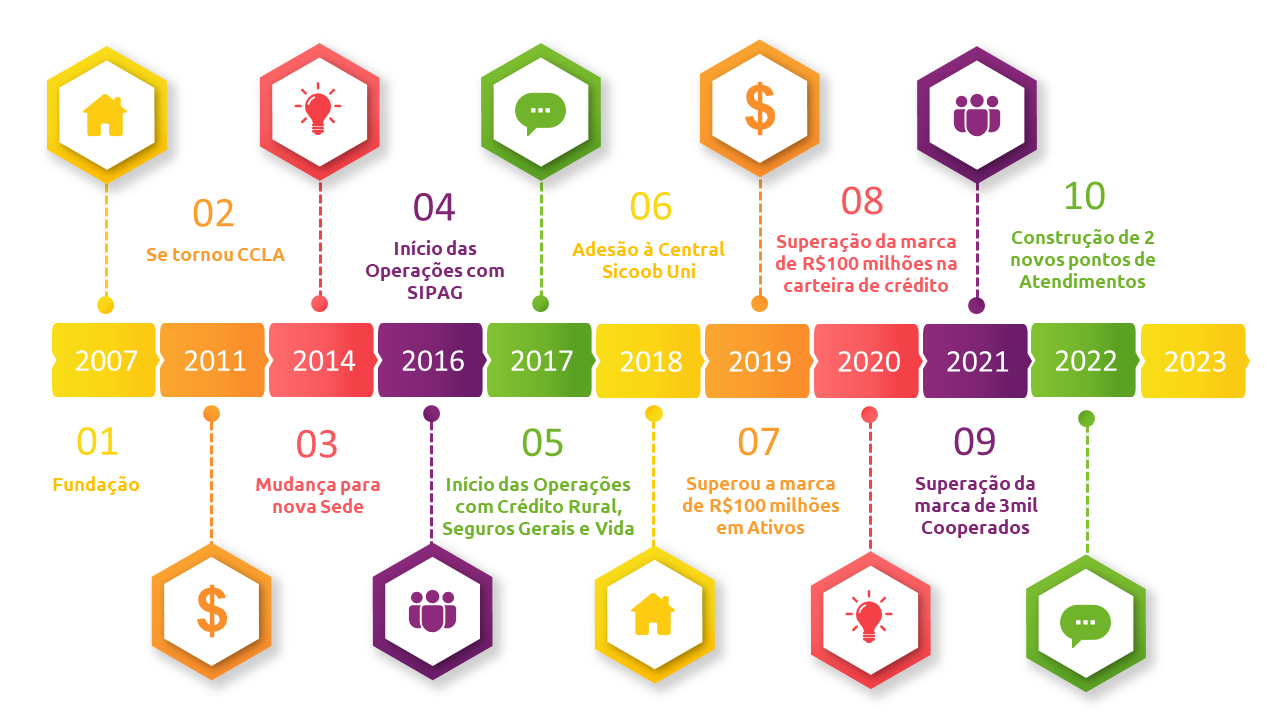 02
Se tornou CCLA
04
Início das
Operações com
SIPAG
06
Adesão à Central
Sicoob Uni
08
Superação da marca
de R$100 milhões na
carteira de crédito
10
Construção de 2
novos pontos de
Atendimentos
2007 2011 2014 2016 2017 2018 2019 2020 2021 2022 2023
01
Fundação
03
Mudança para
nova Sede
05
Início das Operações
com Crédito Rural,
Seguros Gerais e Vida
07
Superou a marca
de R$100 milhões
em Ativos
09
Superação da
marca de 3mil
Cooperados